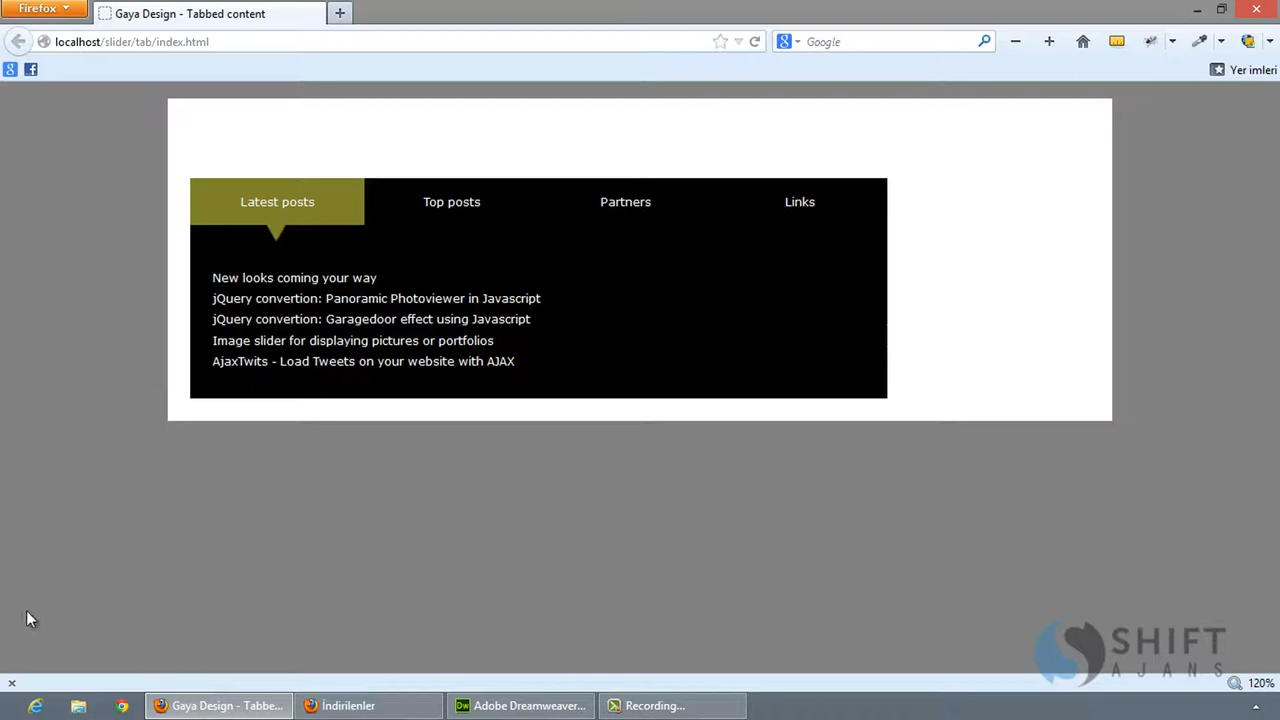 Firefox
Gaya Design - Tabbed content
localhost/slider/tab/index.html
Google
Yer imleri
Latest posts
Top posts
Partners
Links
New looks coming your way
jQuery convertion: Panoramic Photoviewer in Javascript
jQuery convertion: Garagedoor effect using Javascript
Image slider for displaying pictures or portfolios
AjaxTwits - Load Tweets on your website with AJAX
SHIFT
AJANS
120%
Gaya Design - Tabbe...
İndirilenler
Adobe Dreamweaver...
Recording...